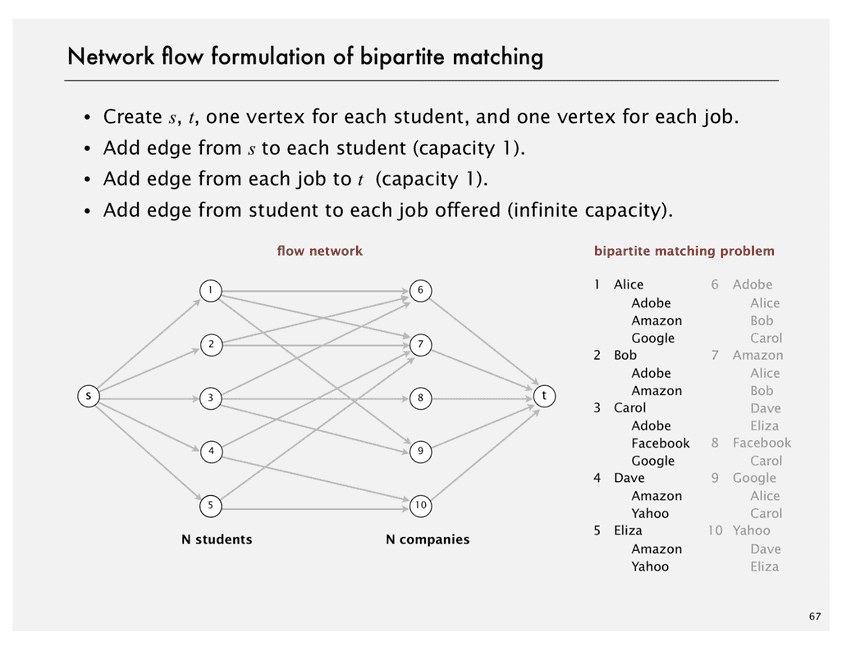 Network flow formulation of bipartite matching
• Create s, t, one vertex for each student, and one vertex for each job.
• Add edge from s to each student (capacity 1).
• Add edge from each job to t (capacity 1).
• Add edge from student to each job offered (infinite capacity).
flow network
1
6
2
7
s
3
8
t
4
9
5
10
N students
N companies
bipartite matching problem
1 Alice
Adobe
Amazon
Google
2 Bob
Adobe
Amazon
3 Carol
Adobe
Facebook
Google
4 Dave
Amazon
Yahoo
5 Eliza
Amazon
Yahoo
6 Adobe
Alice
Bob
Carol
7 Amazon
Alice
Bob
Dave
Eliza
8 Facebook
Carol
9 Google
Alice
Carol
10 Yahoo
Dave
Eliza
67